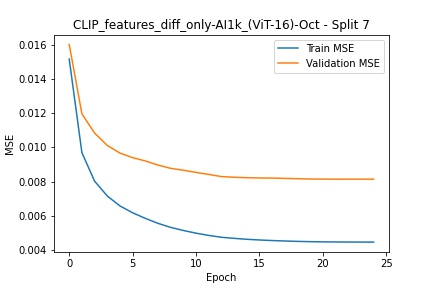 CLIP_features_diff_only-AI1k_(ViT-16)-Oct - Split 7
Train MSE
Validation MSE
0.016
0.014
0.012
0.010
0.008
0.006
0.004
MSE
0 5 10 15 20 25
Epoch